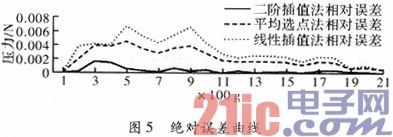 0.008
0.006
0.004
0.002
0
压力/N
二阶插值法相对误差
平均选点法相对误差
线性插值法相对误差
1 3 5 7 9 11 13 15 17 19 21
×100 g
21ic.com 电子网
图 5 绝对误差曲线